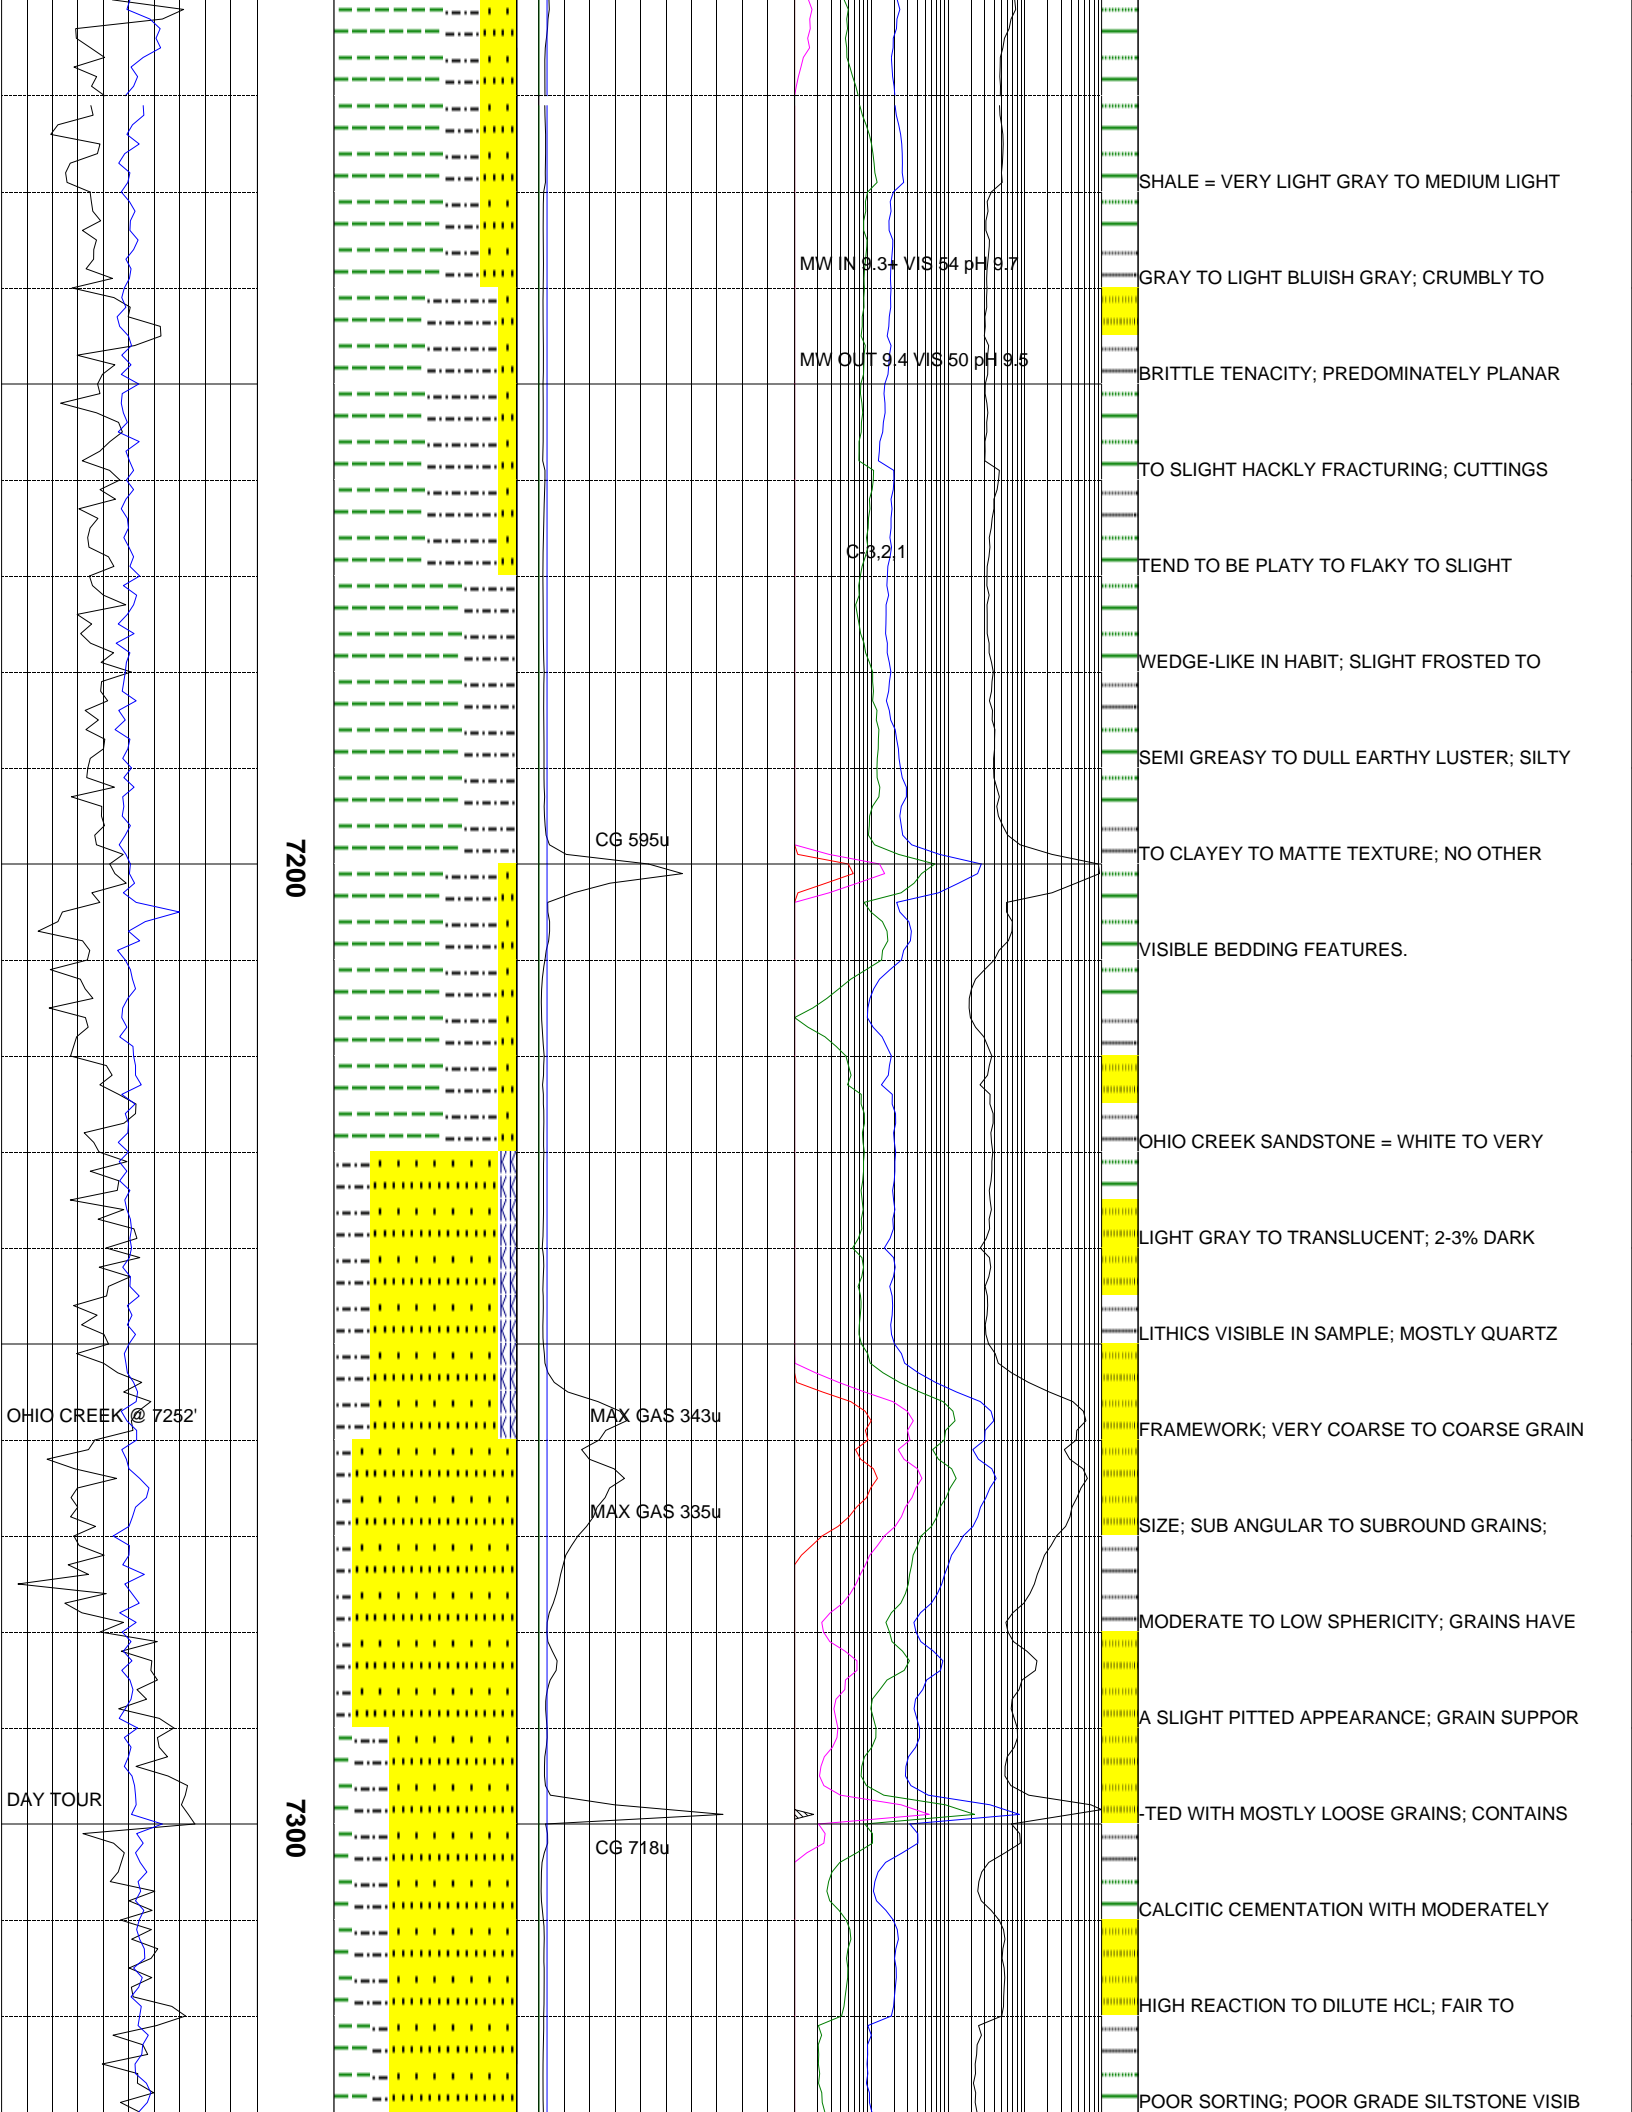 SHALE = VERY LIGHT GRAY TO MEDIUM LIGHT
MW IN 9.3+ VIS 54 pH 9.7
GRAY TO LIGHT BLUISH GRAY; CRUMBLY TO
MW OUT 9.4 VIS 50 pH 9.5
BRITTLE TENACITY; PREDOMINATELY PLANAR
TO SLIGHT HACKLY FRACTURING; CUTTINGS
C-3,2,1
TEND TO BE PLATY TO FLAKY TO SLIGHT
WEDGE-LIKE IN HABIT; SLIGHT FROSTED TO
SEMI GREASY TO DULL EARTHY LUSTER; SILTY
CG 595u
7200
TO CLAYEY TO MATTE TEXTURE; NO OTHER
VISIBLE BEDDING FEATURES.
OHIO CREEK SANDSTONE = WHITE TO VERY
LIGHT GRAY TO TRANSLUCENT; 2-3% DARK
LITHICS VISIBLE IN SAMPLE; MOSTLY QUARTZ
OHIO CREEK @ 7252'
MAX GAS 343u
FRAMEWORK; VERY COARSE TO COARSE GRAIN
MAX GAS 335u
SIZE; SUB ANGULAR TO SUBROUND GRAINS;
MODERATE TO LOW SPHERICITY; GRAINS HAVE
A SLIGHT PITTED APPEARANCE; GRAIN SUPPOR
DAY TOUR
7300
-TED WITH MOSTLY LOOSE GRAINS; CONTAINS
CG 718u
CALCITIC CEMENTATION WITH MODERATELY
HIGH REACTION TO DILUTE HCL; FAIR TO
POOR SORTING; POOR GRADE SILTSTONE VISIB